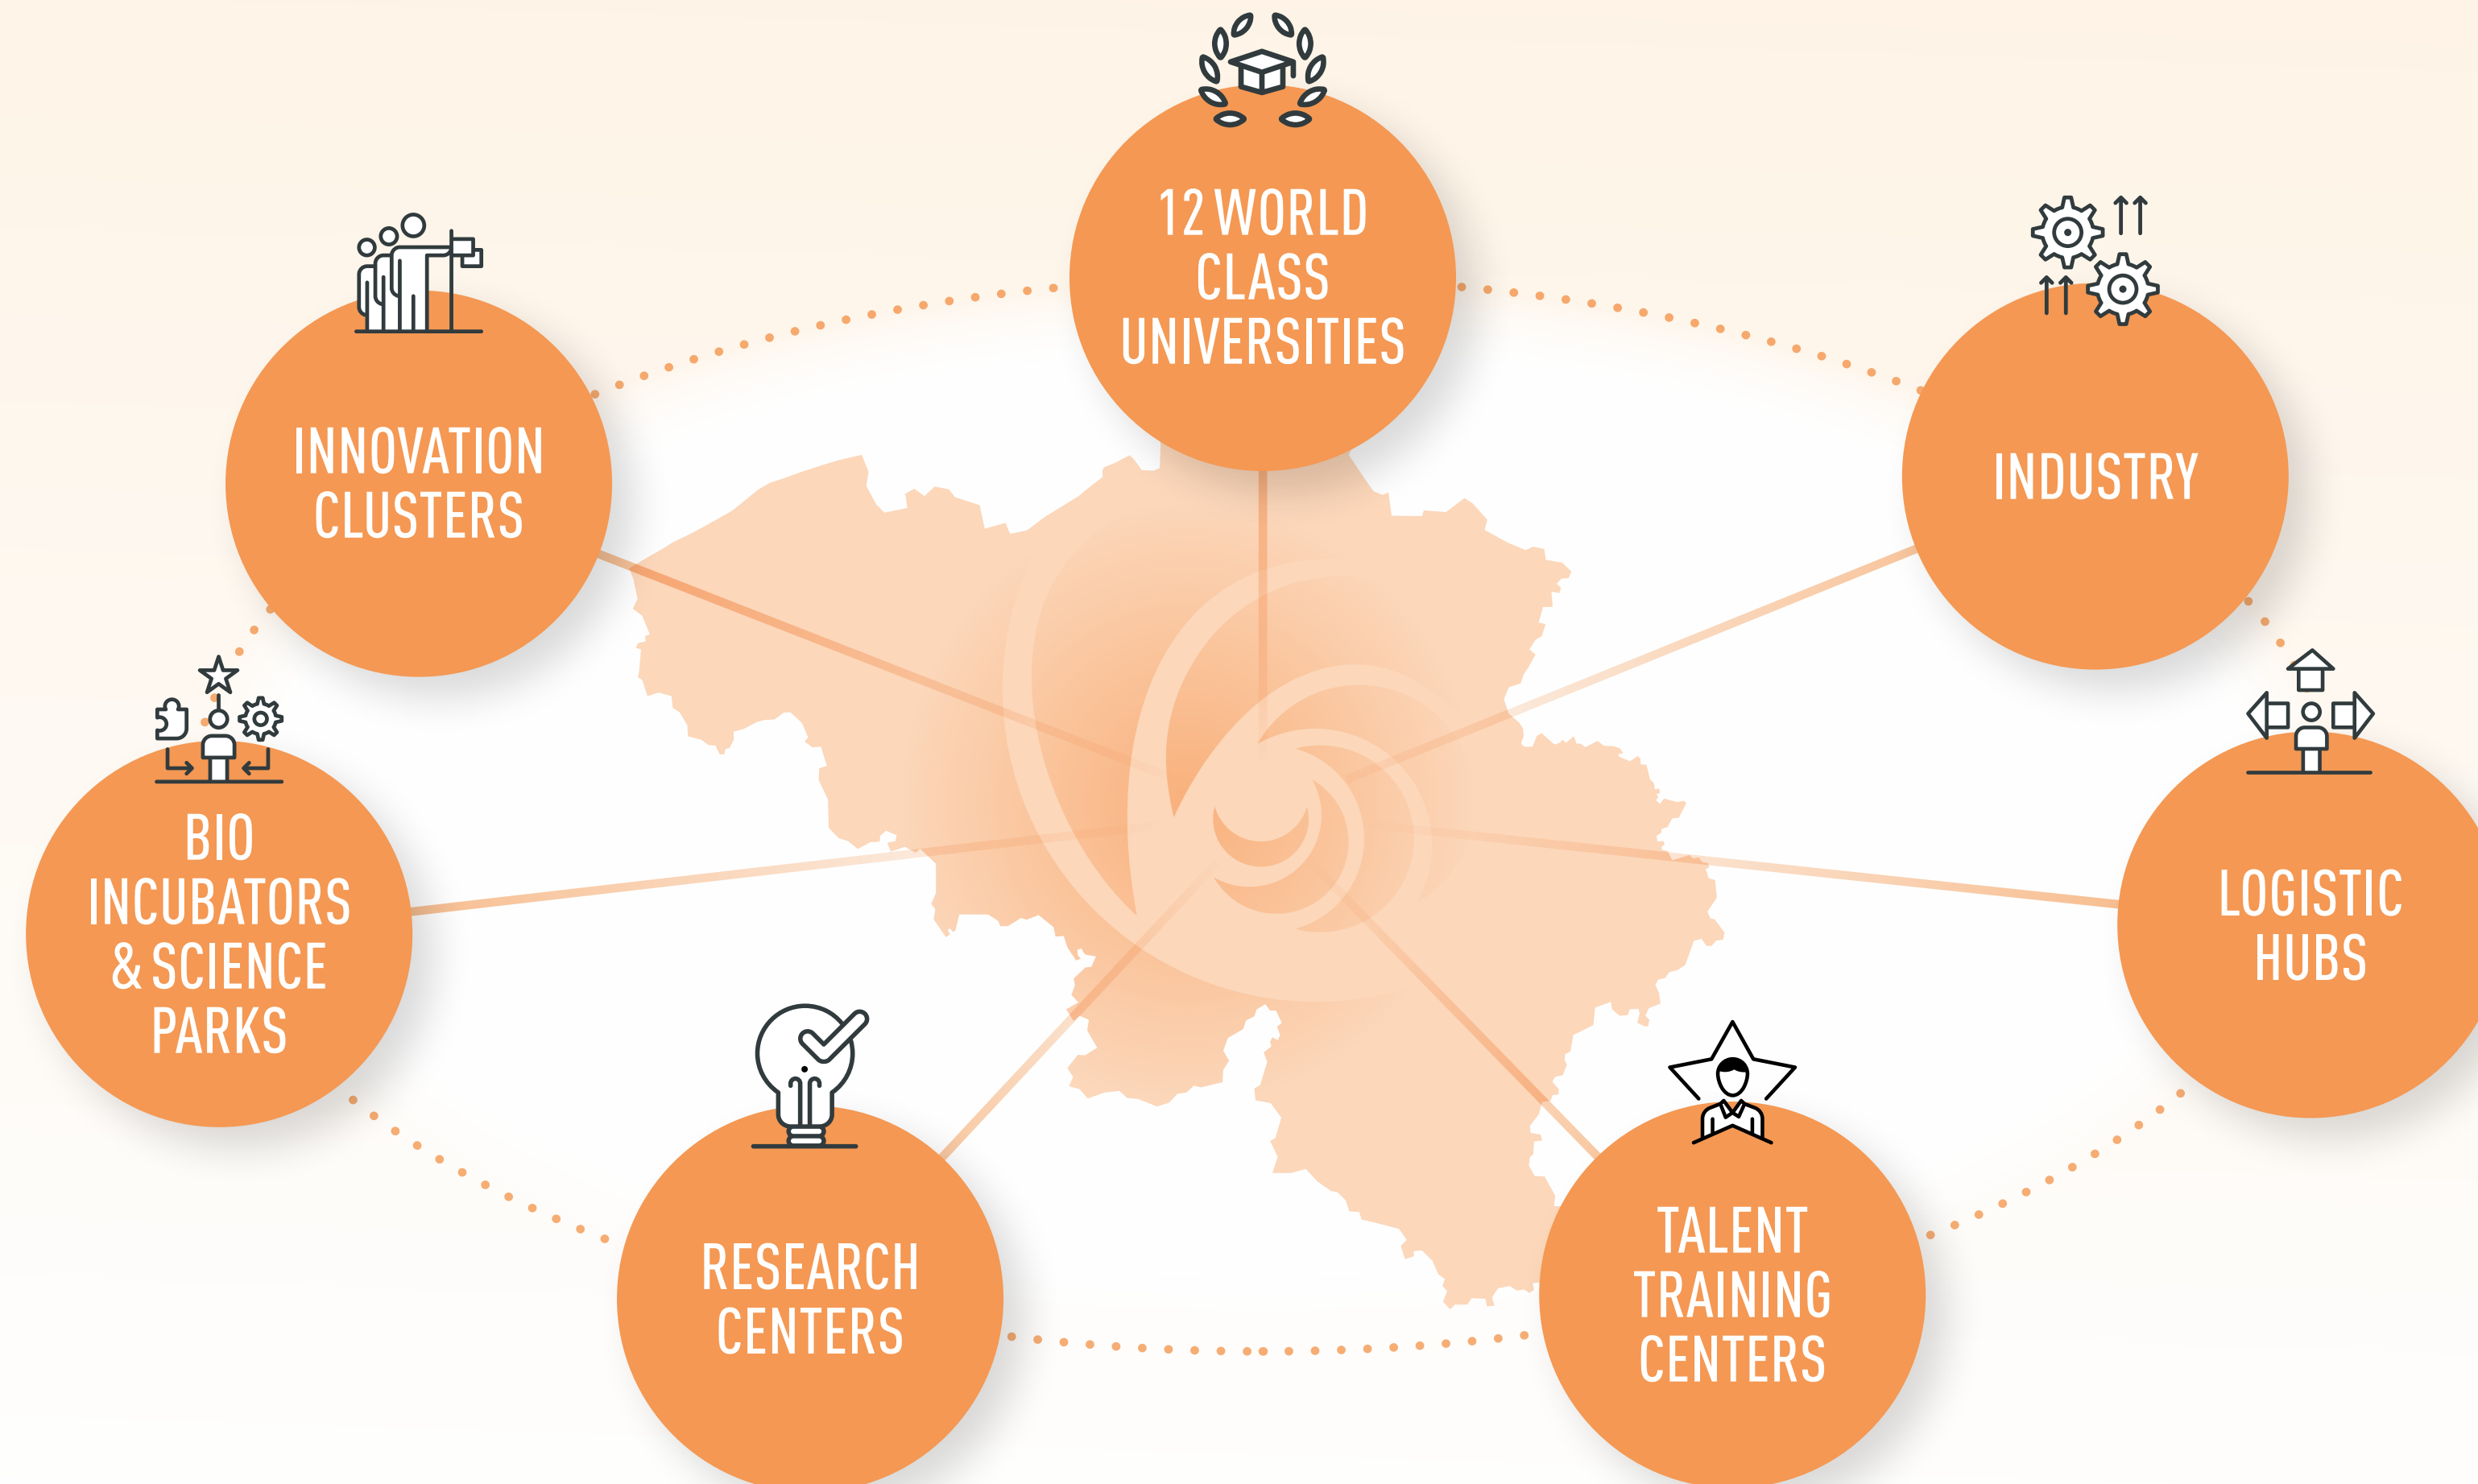 12 WORLD
CLASS
UNIVERSITIES
INNOVATION
CLUSTERS
INDUSTRY
BIO
INCUBATORS
& SCIENCE
PARKS
LOGISTIC
HUBS
RESEARCH
CENTERS
TALENT
TRAINING
CENTERS